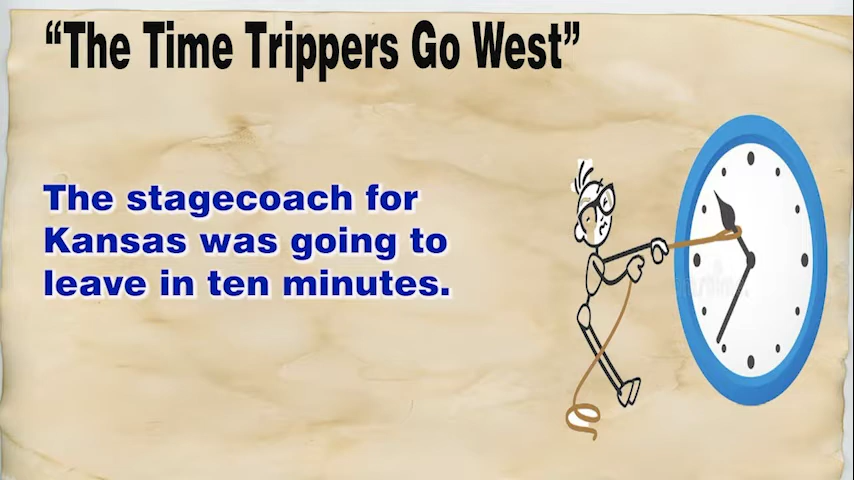 “The Time Trippers Go West”
The stagecoach for
Kansas was going to
leave in ten minutes.